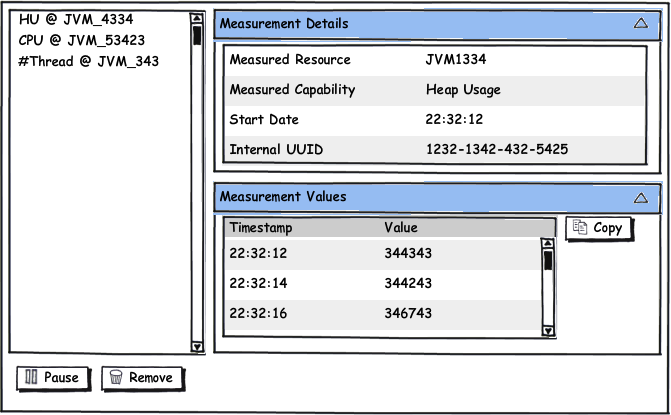 HU @ JVM_4334
CPU @ JVM_53423
#Thread @ JVM_343
Measurement Details
Measured Resource JVM1334
Measured Capability Heap Usage
Start Date 22:32:12
Internal UUID 1232-1342-432-5425
Measurement Values
Timestamp Value
22:32:12 344343
22:32:14 344243
22:32:16 346743
Copy
Pause Remove